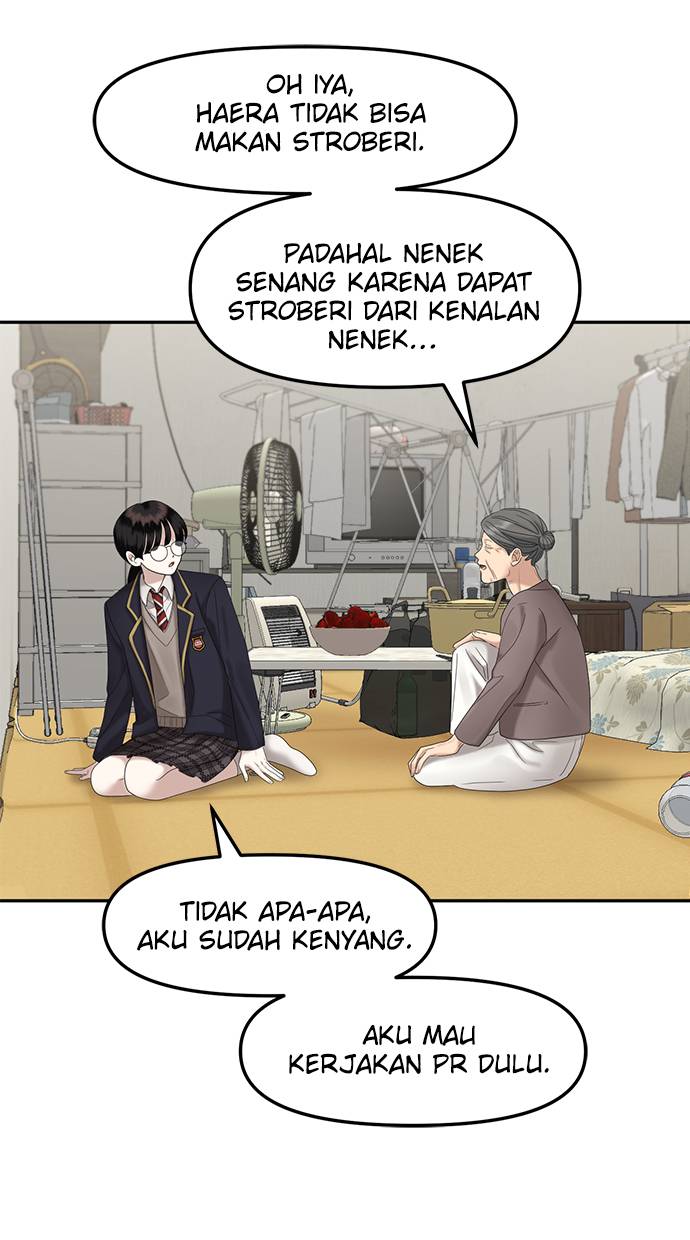 OH IYA,
HAERA TIDAK BISA
MAKAN STROBERI.
PADAHAL NENEK
SENANG KARENA DAPAT
STROBERI DARI KENALAN
NENEK...
TIDAK APA-APA,
AKU SUDAH KENYANG.
AKU MAU
KERJAKAN PR DULU.